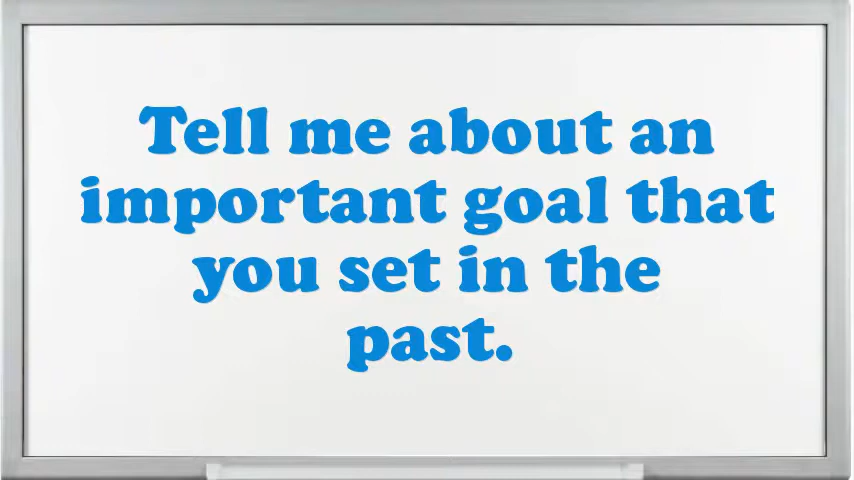 Tell me about an
important goal that
you set in the
past.